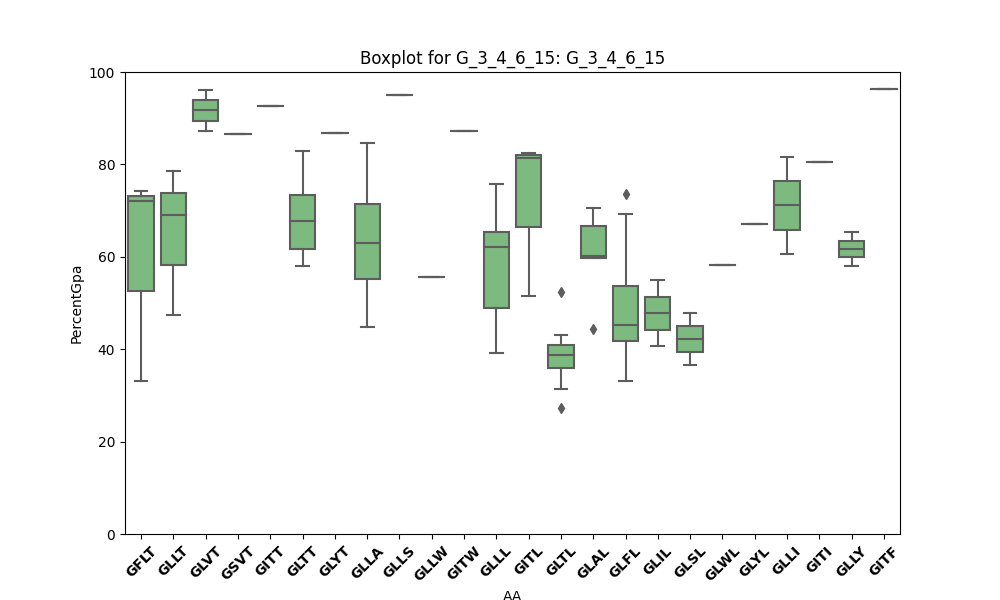 Boxplot for G_3_4_6_15: G_3_4_6_15
100
80
60
40
20
0
PercentGpa
GFLT GLLT GLVT GSVT GITT GLTT GLYT GLLA GLLS GLLW GITW GLLL GITL GLTL GLAL GLFL GLIL GLSL GLWL GLYL GLLI GITI GLLY GITF
AA